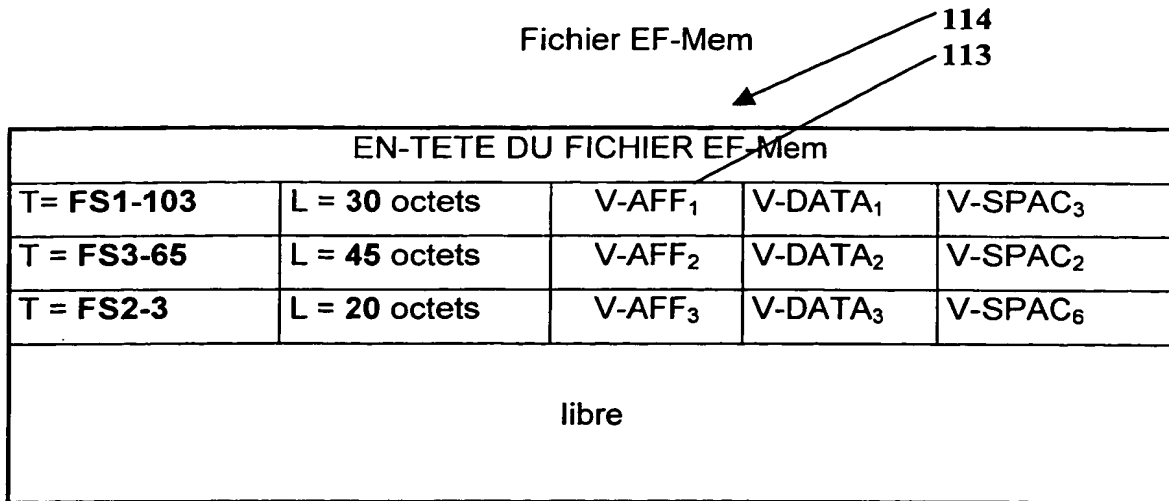 114
Fichier EF-Mem
113
EN-TETE DU FICHIER EF-Mem
T= FS1-103 L = 30 octets V-AFF₁ V-DATA₁ V-SPAC₃
T = FS3-65 L = 45 octets V-AFF₂ V-DATA₂ V-SPAC₂
T = FS2-3 L = 20 octets V-AFF₃ V-DATA₃ V-SPAC₆
libre